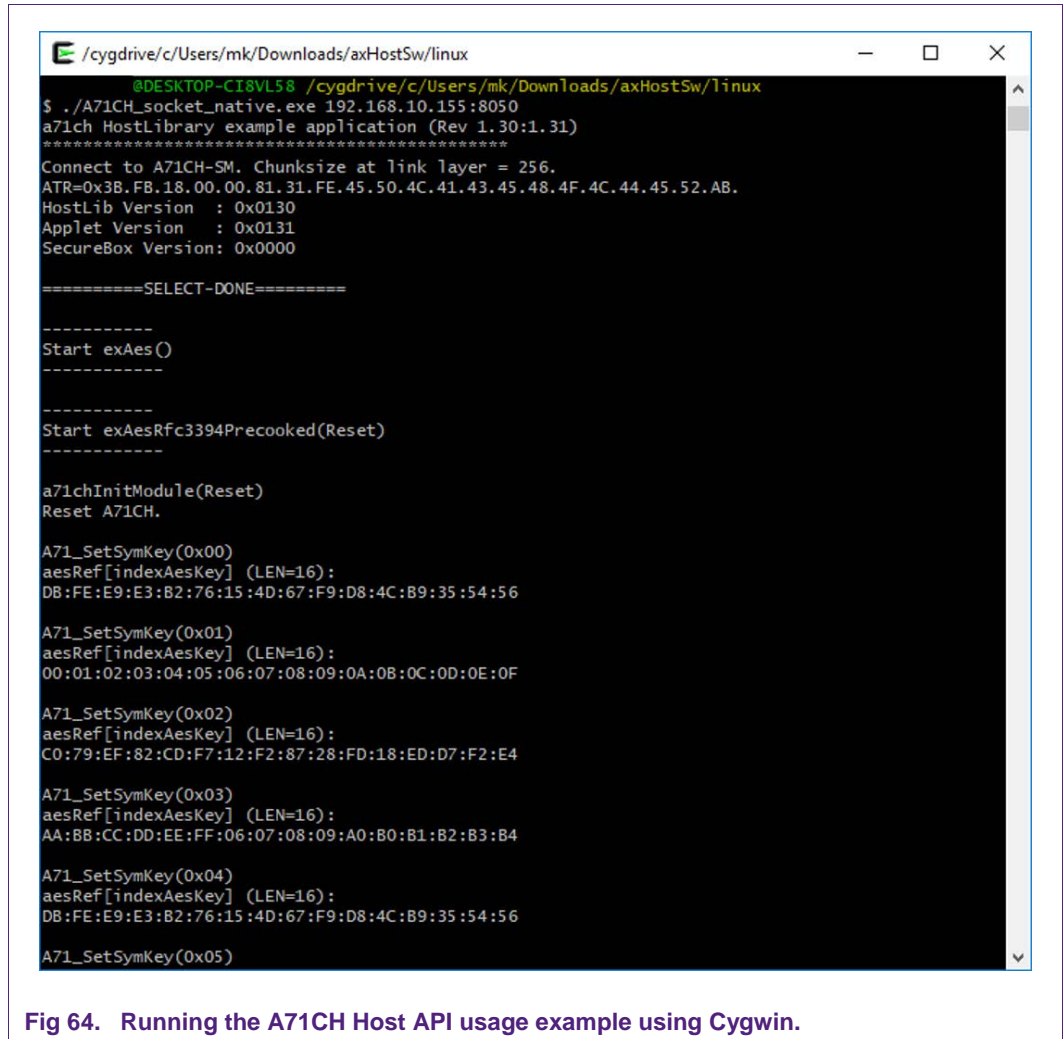 /cygdrive/c/Users/mk/Downloads/axHostSw/linux
@DESKTOP-CI8VL58 /cygdrive/c/Users/mk/Downloads/axHostSw/linux
$ ./A71CH_socket_native.exe 192.168.10.155:8050
a71ch HostLibrary example application (Rev 1.30:1.31)
**********************************************
Connect to A71CH-SM. Chunksize at link layer = 256.
ATR=0x3B.FB.18.00.00.81.31.FE.45.50.4C.41.43.45.48.4F.4C.44.45.52.AB.
HostLib Version  : 0x0130
Applet Version   : 0x0131
SecureBox Version: 0x0000
==========SELECT-DONE=========
-----------
Start exAes()
------------
-----------
Start exAesRfc3394Precooked(Reset)
------------
a71chInitModule(Reset)
Reset A71CH.
A71_SetSymKey(0x00)
aesRef[indexAesKey] (LEN=16):
DB:FE:E9:E3:B2:76:15:4D:67:F9:D8:4C:B9:35:54:56
A71_SetSymKey(0x01)
aesRef[indexAesKey] (LEN=16):
00:01:02:03:04:05:06:07:08:09:0A:0B:0C:0D:0E:0F
A71_SetSymKey(0x02)
aesRef[indexAesKey] (LEN=16):
C0:79:EF:82:CD:F7:12:F2:87:28:FD:18:ED:D7:F2:E4
A71_SetSymKey(0x03)
aesRef[indexAesKey] (LEN=16):
AA:BB:CC:DD:EE:FF:06:07:08:09:A0:B0:B1:B2:B3:B4
A71_SetSymKey(0x04)
aesRef[indexAesKey] (LEN=16):
DB:FE:E9:E3:B2:76:15:4D:67:F9:D8:4C:B9:35:54:56
A71_SetSymKey(0x05)
Fig 64. Running the A71CH Host API usage example using Cygwin.